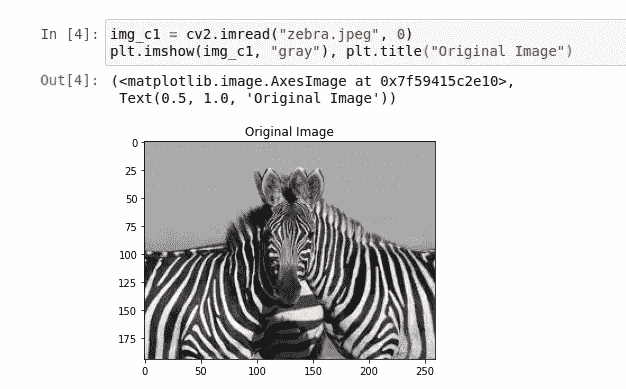 In [4]: img_c1 = cv2.imread("zebra.jpeg", 0)
plt.imshow(img_c1, "gray"), plt.title("Original Image")
Out[4]: (<matplotlib.image.AxesImage at 0x7f59415c2e10>,
Text(0.5, 1.0, 'Original Image'))
Original Image
0
25
50
75
100
125
150
175
0 50 100 150 200 250